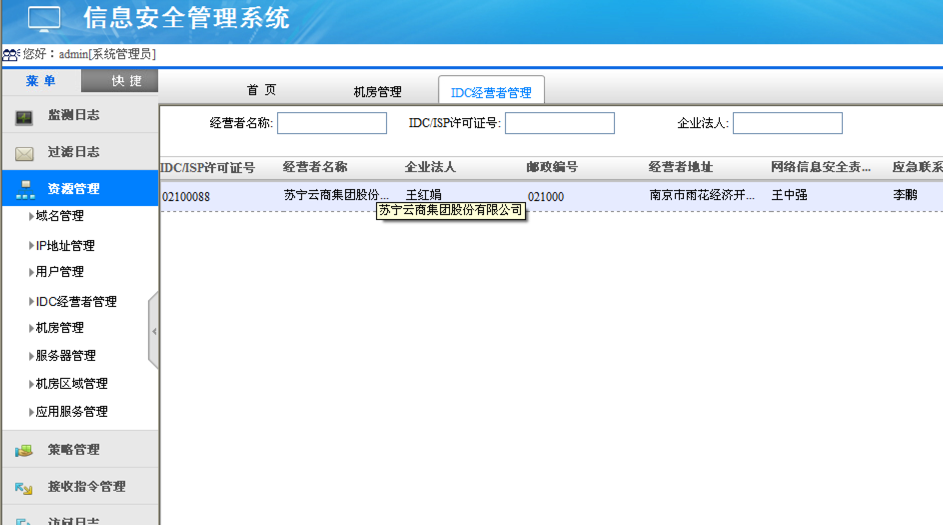 信息安全管理系统
您好：admin[系统管理员]
菜 单 快 捷
首 页 机房管理 IDC经营者管理
监测日志
过滤日志
资源管理
域名管理
IP地址管理
用户管理
IDC经营者管理
机房管理
服务器管理
机房区域管理
应用服务管理
策略管理
接收指令管理
访问日志
经营者名称: IDC/ISP许可证号: 企业法人:
IDC/ISP许可证号 经营者名称 企业法人 邮政编号 经营者地址 网络信息安全责... 应急联系
02100088 苏宁云商集团股份... 王红娟 021000 南京市雨花经济开... 王中强 李鹏
苏宁云商集团股份有限公司